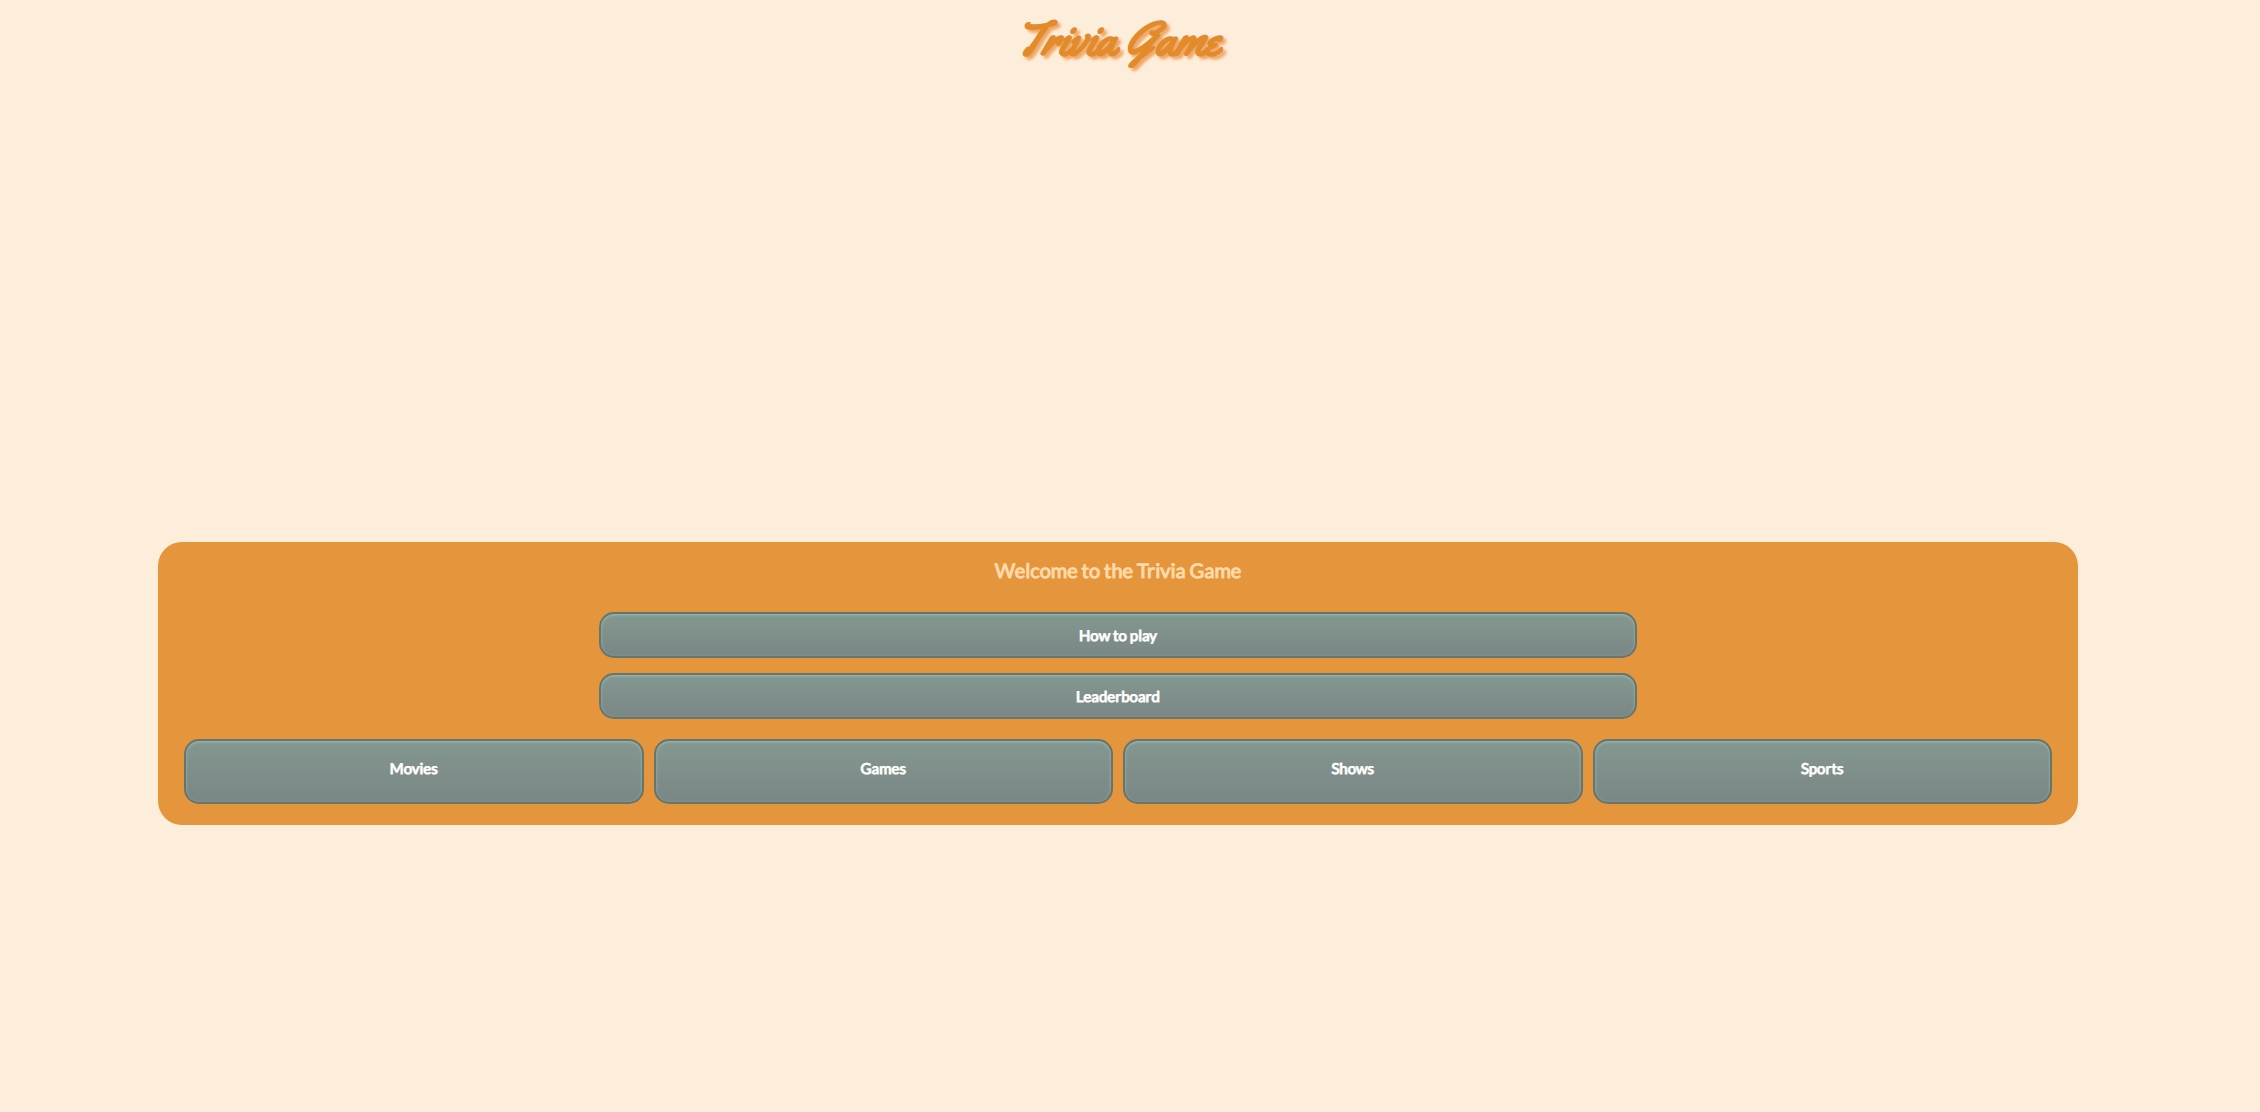 Trivia Game
Welcome to the Trivia Game
How to play
Leaderboard
Movies
Games
Shows
Sports